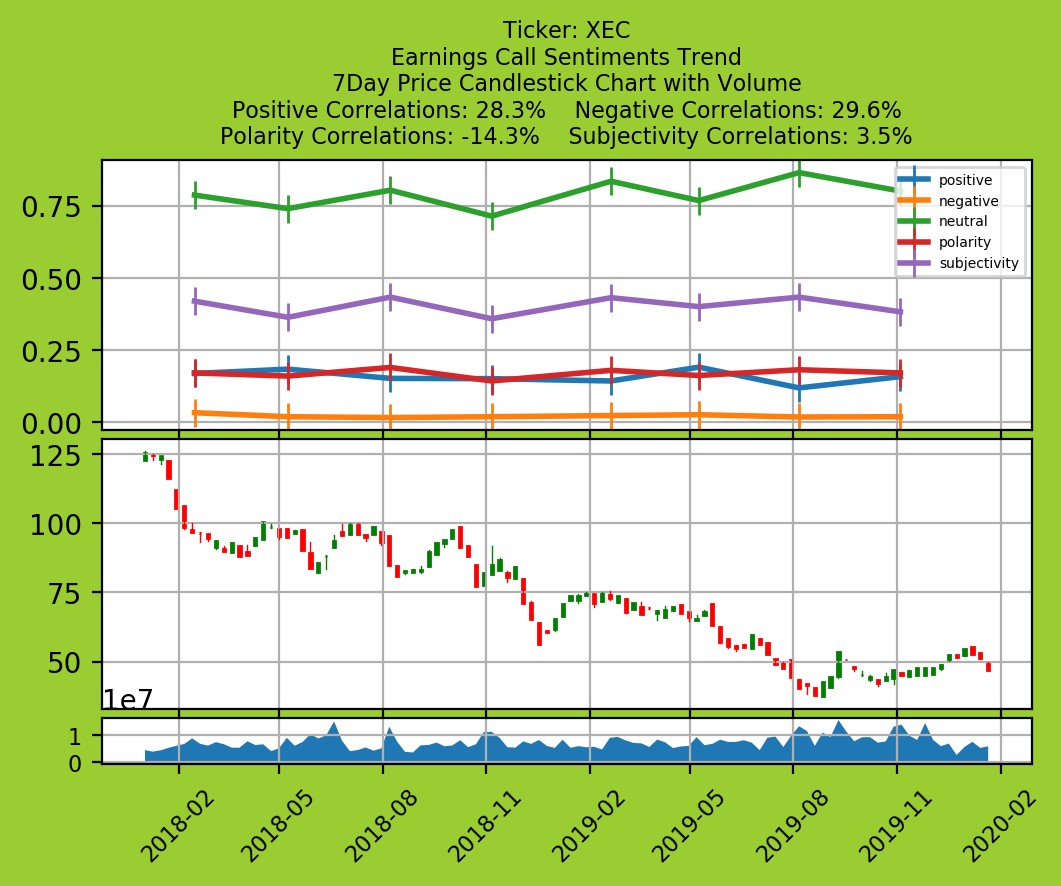 Ticker: XEC
Earnings Call Sentiments Trend
7Day Price Candlestick Chart with Volume
Positive Correlations: 28.3%    Negative Correlations: 29.6%
Polarity Correlations: -14.3%    Subjectivity Correlations: 3.5%
positive
negative
neutral
polarity
subjectivity
0.75
0.50
0.25
0.00
125
100
75
50
1e7
1
0
2018-02
2018-05
2018-08
2018-11
2019-02
2019-05
2019-08
2019-11
2020-02